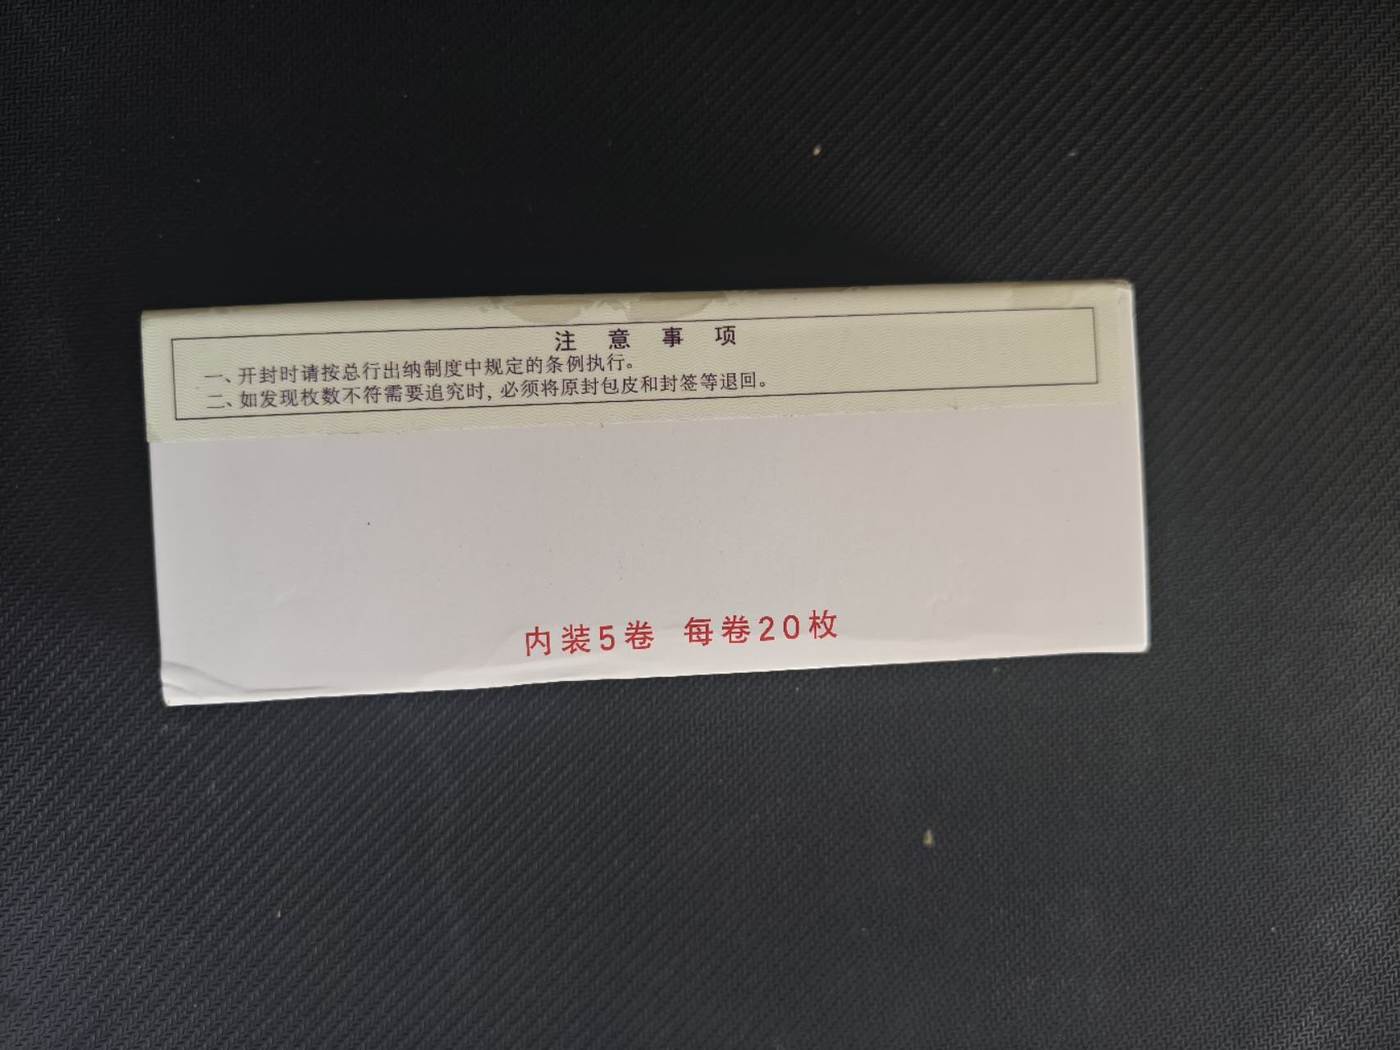 注意事项
一、开封时请按总行出纳制度中规定的条例执行。
二、如发现枚数不符需要追究时，必须将原封包皮和封签等退回。
内装5卷 每卷20枚